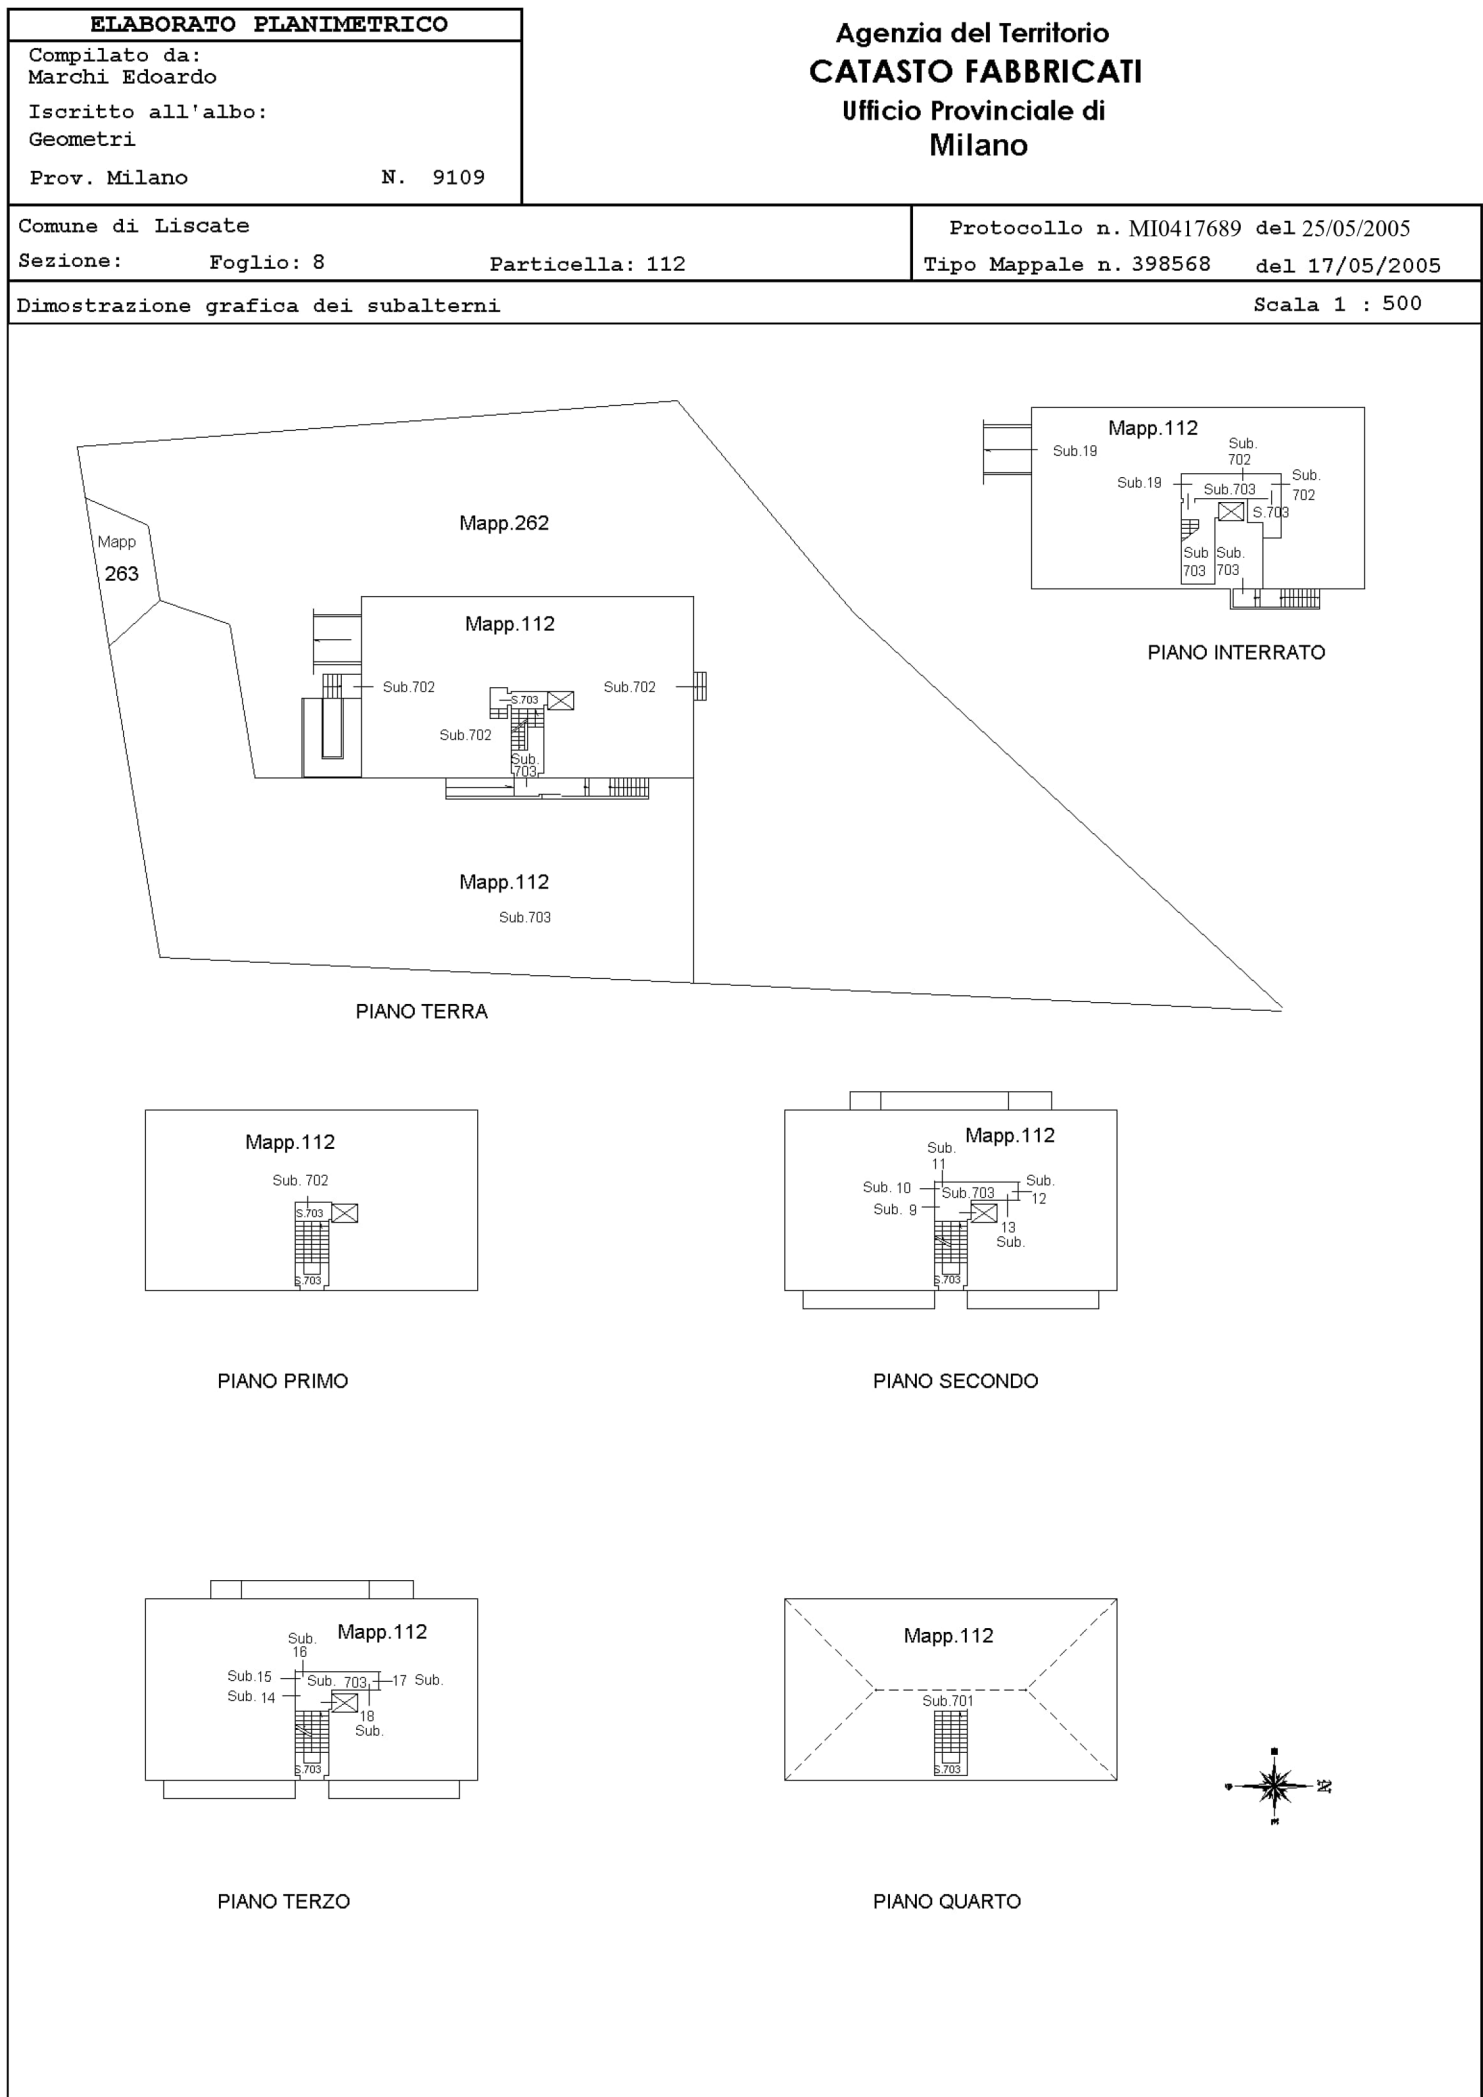 ELABORATO PLANIMETRICO
Compilato da:
Marchi Edoardo
Iscritto all'albo:
Geometri
Prov. Milano N. 9109
Agenzia del Territorio
CATASTO FABBRICATI
Ufficio Provinciale di
Milano
Comune di Liscate
Sezione: Foglio: 8 Particella: 112
Protocollo n. MI0417689 del 25/05/2005
Tipo Mappale n. 398568 del 17/05/2005
Dimostrazione grafica dei subalterni Scala 1 : 500
Mapp.112
Sub.19
Sub.
702
Sub.19
Sub.703
Sub.
702
S.703
Sub
703
Sub.
703
PIANO INTERRATO
Mapp.262
Mapp
263
Mapp.112
Sub.702
S.703
Sub.702
Sub.702
Sub.
703
Mapp.112
Sub.703
PIANO TERRA
Mapp.112
Sub. 702
S.703
S.703
PIANO PRIMO
Mapp.112
Sub.
11
Sub. 10
Sub.703
Sub.
12
Sub. 9
13
Sub.
S.703
PIANO SECONDO
Mapp.112
Sub.
16
Sub.15
Sub. 703
17 Sub.
Sub. 14
18
Sub.
S.703
PIANO TERZO
Mapp.112
Sub.701
S.703
PIANO QUARTO
N